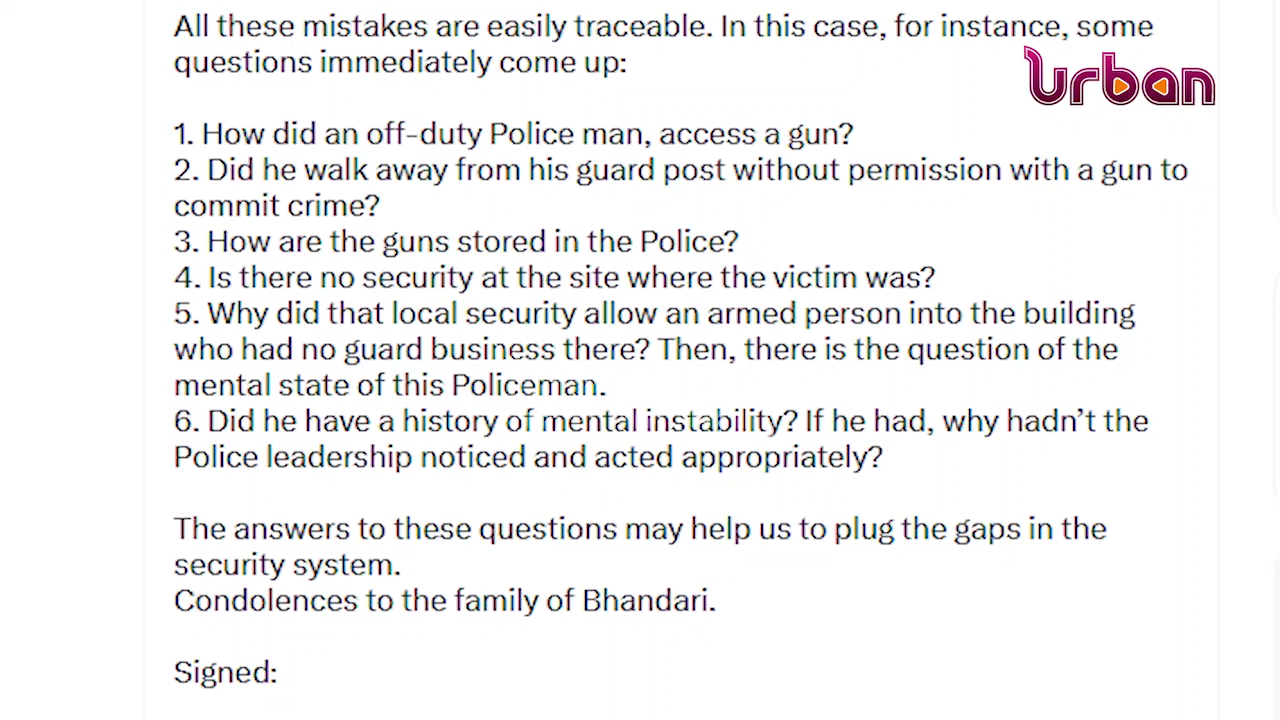 All these mistakes are easily traceable. In this case, for instance, some
questions immediately come up:
urban
1. How did an off-duty Police man, access a gun?
2. Did he walk away from his guard post without permission with a gun to
commit crime?
3. How are the guns stored in the Police?
4. Is there no security at the site where the victim was?
5. Why did that local security allow an armed person into the building
who had no guard business there? Then, there is the question of the
mental state of this Policeman.
6. Did he have a history of mental instability? If he had, why hadn't the
Police leadership noticed and acted appropriately?
The answers to these questions may help us to plug the gaps in the
security system.
Condolences to the family of Bhandari.
Signed: